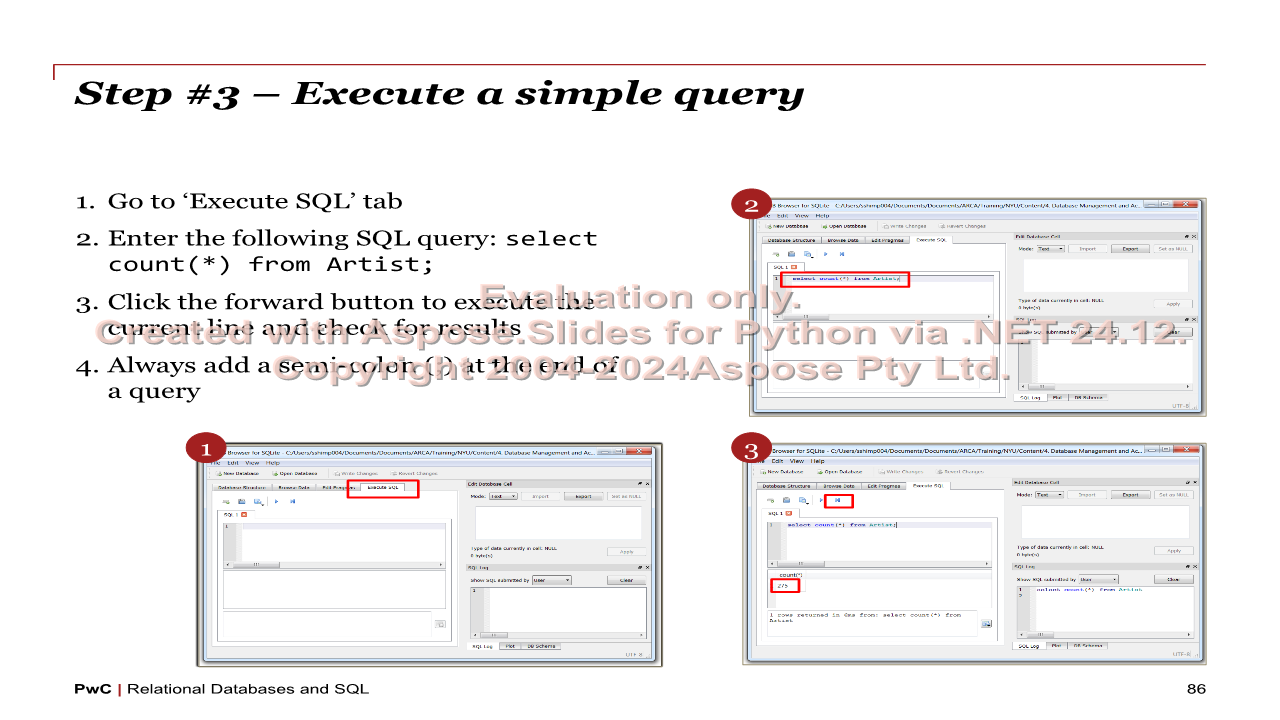 Step #3 – Execute a simple query
1. Go to ‘Execute SQL’ tab
2. Enter the following SQL query: select
count(*) from Artist;
3. Click the forward button to execute the
current line and check for results
4. Always add a semi-colon (;) at the end of
a query
Evaluation only.
Created with Aspose.Slides for Python via .NET 24.12.
Copyright 2004-2024Aspose Pty Ltd.
2
B Browser for SQLite - C:/Users/sshimp004/Documents/Documents/ARCA/Training/NYU/Content/4. Database Management and Ac...
Edit View Help
New Database Open Database Write Changes Revert Changes
Database Structure Browse Data Edit Pragmas Execute SQL
SQL 1
1 select count(*) from Artist;
Edit Database Cell
Mode: Text Import Export Set as NULL
Type of data currently in cell: NULL
0 byte(s)
Apply
SQL Log Plot DB Schema
UTF-8
1
Browser for SQLite - C:/Users/sshimp004/Documents/Documents/ARCA/Training/NYU/Content/4. Database Management and Ac...
Edit View Help
New Database Open Database Write Changes Revert Changes
Database Structure Browse Data Edit Pragmas Execute SQL
SQL 1
1
Edit Database Cell
Mode: Text Import Export Set as NULL
Type of data currently in cell: NULL
0 byte(s)
Apply
SQL Log
Show SQL submitted by User Clear
1
SQL Log Plot DB Schema
UTF-8
3
Browser for SQLite - C:/Users/sshimp004/Documents/Documents/ARCA/Training/NYU/Content/4. Database Management and Ac...
Edit View Help
New Database Open Database Write Changes Revert Changes
Database Structure Browse Data Edit Pragmas Execute SQL
SQL 1
1 select count(*) from Artist;
count(*)
275
1 rows returned in 6ms from: select count(*) from
Artist
Edit Database Cell
Mode: Text Import Export Set as NULL
Type of data currently in cell: NULL
0 byte(s)
Apply
SQL Log
Show SQL submitted by User Clear
1 select count(*) from Artist
2
SQL Log Plot DB Schema
UTF-8
PwC | Relational Databases and SQL
86